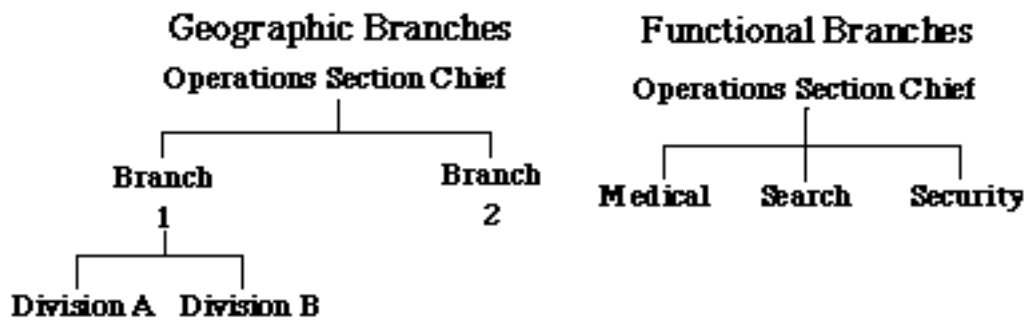 Geographic Branches
Operations Section Chief
Branch
1
Branch
2
Division A
Division B
Functional Branches
Operations Section Chief
Medical
Search
Security